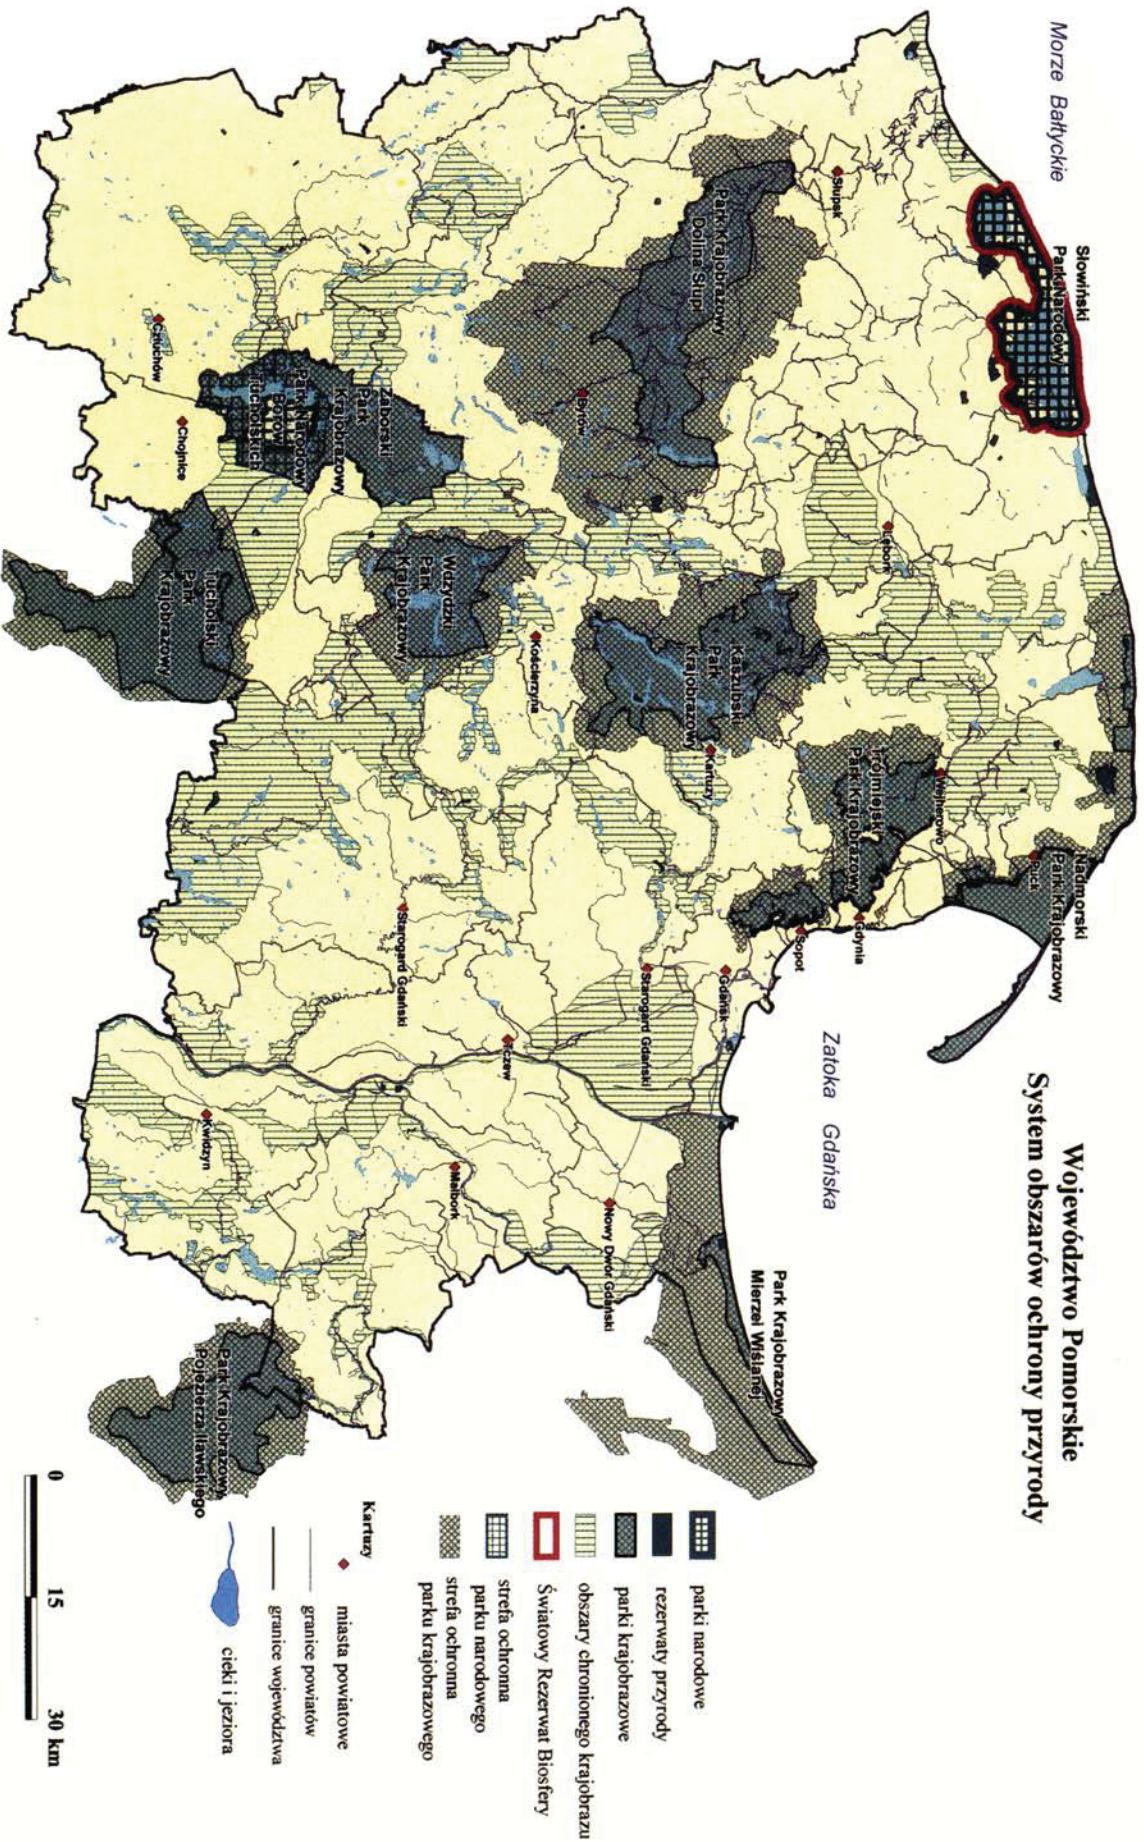 Województwo Pomorskie
System obszarów ochrony przyrody
Morze Bałtyckie
Zatoka Gdańska
Słowiński
Park Narodowy
Nadmorski
Park Krajobrazowy
Puck
Wejherowo
Trójmiejski
Park Krajobrazowy
Gdynia
Sopot
Lębork
Słupsk
Park Krajobrazowy
Dolina Słupi
Kaszubski
Park
Krajobrazowy
Kartuzy
Gdańsk
Starogard Gdański
Park Krajobrazowy
Mierzei Wiślanej
Bytów
Kościerzyna
Nowy Dwór Gdański
Tczew
Wdzydzki
Park
Krajobrazowy
Malbork
Starogard Gdański
Zaborski
Park
Krajobrazowy
Park Narodowy
Borów
Tucholskich
Człuchów
Chojnice
Tucholski
Park
Krajobrazowy
Kwidzyn
Park Krajobrazowy
Pojezierza Iławskiego
parki narodowe
rezerwaty przyrody
parki krajobrazowe
obszary chronionego krajobrazu
Światowy Rezerwat Biosfery
strefa ochronna
parku narodowego
strefa ochronna
parku krajobrazowego
Kartuzy
miasta powiatowe
granice powiatów
granice województwa
cieki i jeziora
0 15 30 km